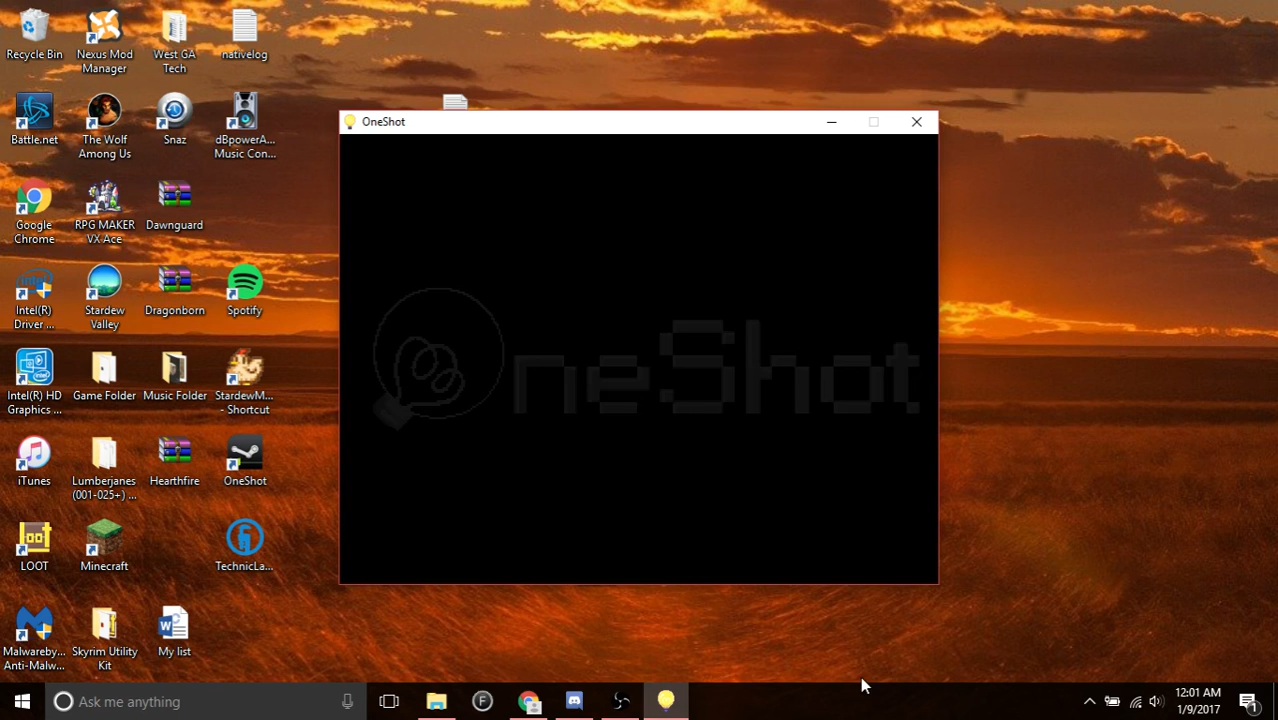 Recycle Bin
Nexus Mod
Manager
West GA
Tech
nativelog
Battle.net
The Wolf
Among Us
Snaz
dBpowerA...
Music Con...
Google
Chrome
RPG MAKER
VX Ace
Dawnguard
Intel(R)
Driver ...
Stardew
Valley
Dragonborn
Spotify
Intel(R) HD
Graphics ...
Game Folder
Music Folder
StardewM...
- Shortcut
iTunes
Lumberjanes
(001-025+) ...
Hearthfire
OneShot
LOOT
Minecraft
TechnicLa...
Malwareby...
Anti-Malw...
Skyrim Utility
Kit
My list
OneShot
OneShot
Ask me anything
12:01 AM
1/9/2017
1